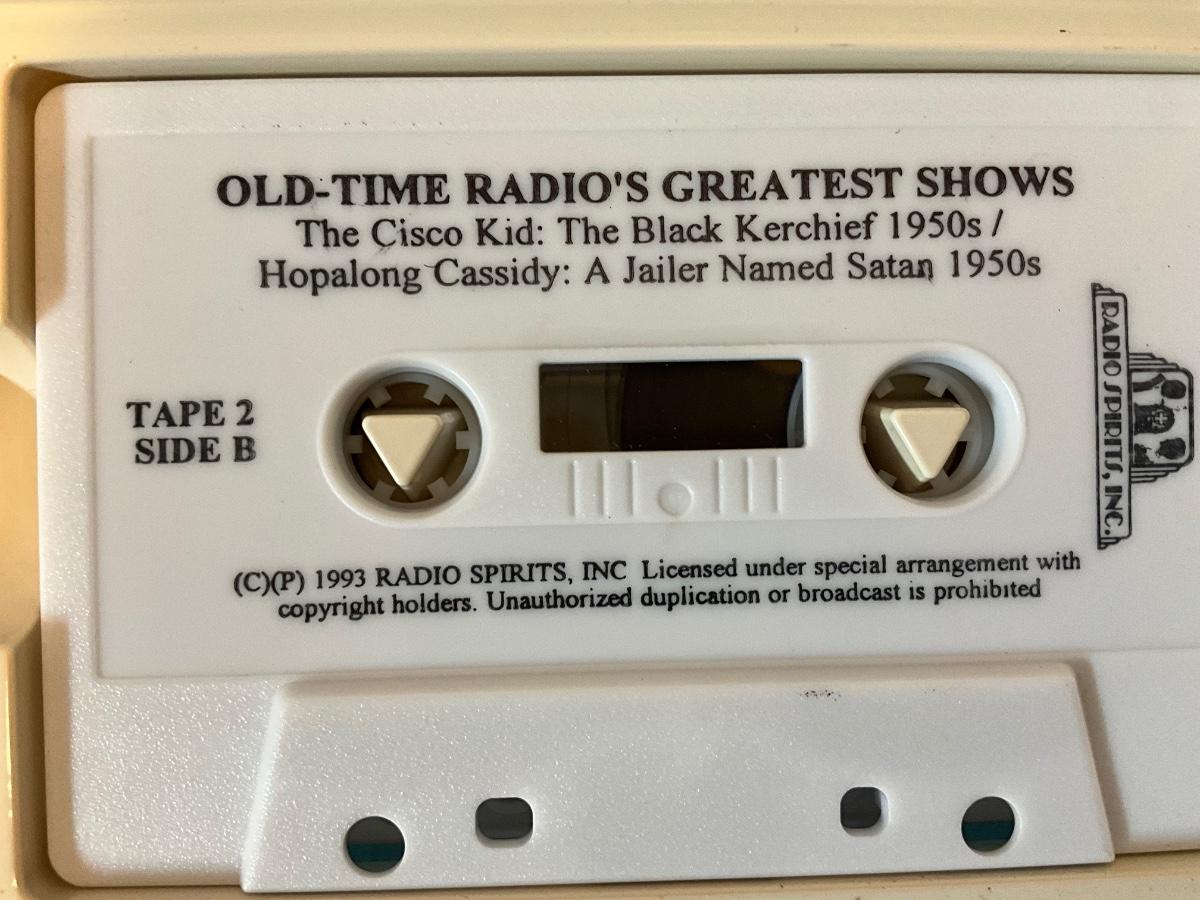 OLD-TIME RADIO'S GREATEST SHOWS
The Cisco Kid: The Black Kerchief 1950s /
Hopalong Cassidy: A Jailer Named Satan 1950s
TAPE 2
SIDE B
RADIO SPIRITS, INC.
(C)(P) 1993 RADIO SPIRITS, INC Licensed under special arrangement with
copyright holders. Unauthorized duplication or broadcast is prohibited